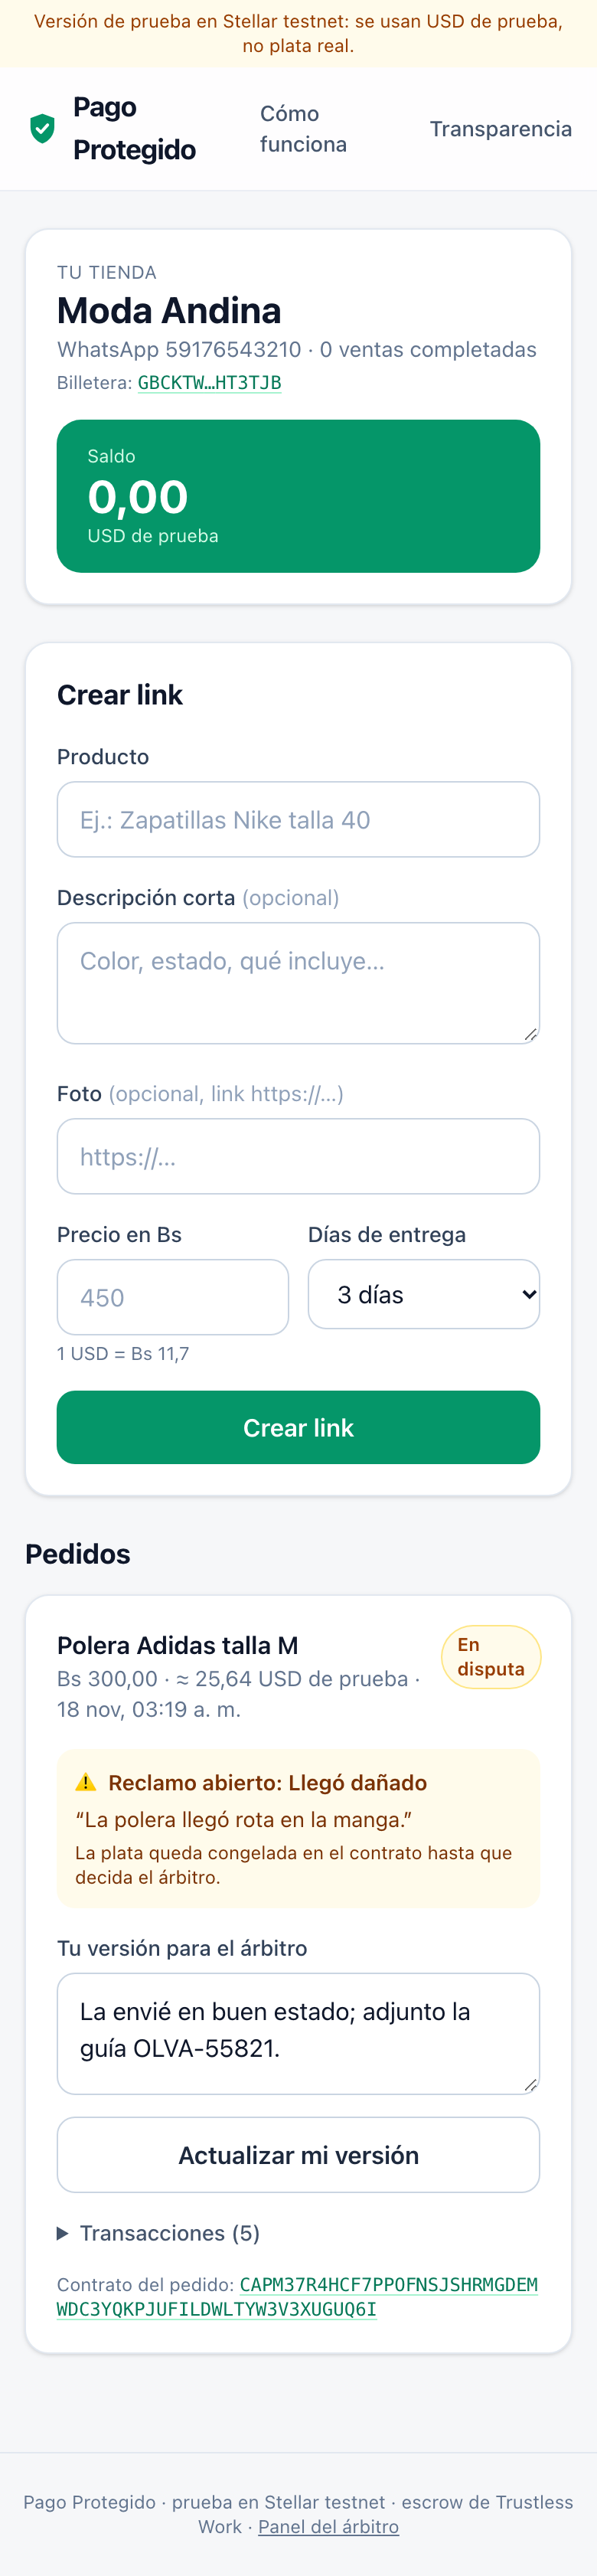 Versión de prueba en Stellar testnet: se usan USD de prueba,
no plata real.
Pago
Protegido
Cómo
funciona
Transparencia
TU TIENDA
Moda Andina
WhatsApp 59176543210 · 0 ventas completadas
Billetera: GBCKTW…HT3TJB
Saldo
0,00
USD de prueba
Crear link
Producto
Ej.: Zapatillas Nike talla 40
Descripción corta (opcional)
Color, estado, qué incluye…
Foto (opcional, link https://…)
https://…
Precio en Bs
Días de entrega
450
3 días
1 USD = Bs 11,7
Crear link
Pedidos
Polera Adidas talla M
En
disputa
Bs 300,00 · ≈ 25,64 USD de prueba ·
18 nov, 03:19 a. m.
⚠️ Reclamo abierto: Llegó dañado
“La polera llegó rota en la manga.”
La plata queda congelada en el contrato hasta que
decida el árbitro.
Tu versión para el árbitro
La envié en buen estado; adjunto la
guía OLVA-55821.
Actualizar mi versión
▶ Transacciones (5)
Contrato del pedido: CAPM37R4HCF7PPOFNSJSHRMGDEM
WDC3YQKPJUFILDWLTYW3V3XUGUQ6I
Pago Protegido · prueba en Stellar testnet · escrow de Trustless
Work · Panel del árbitro